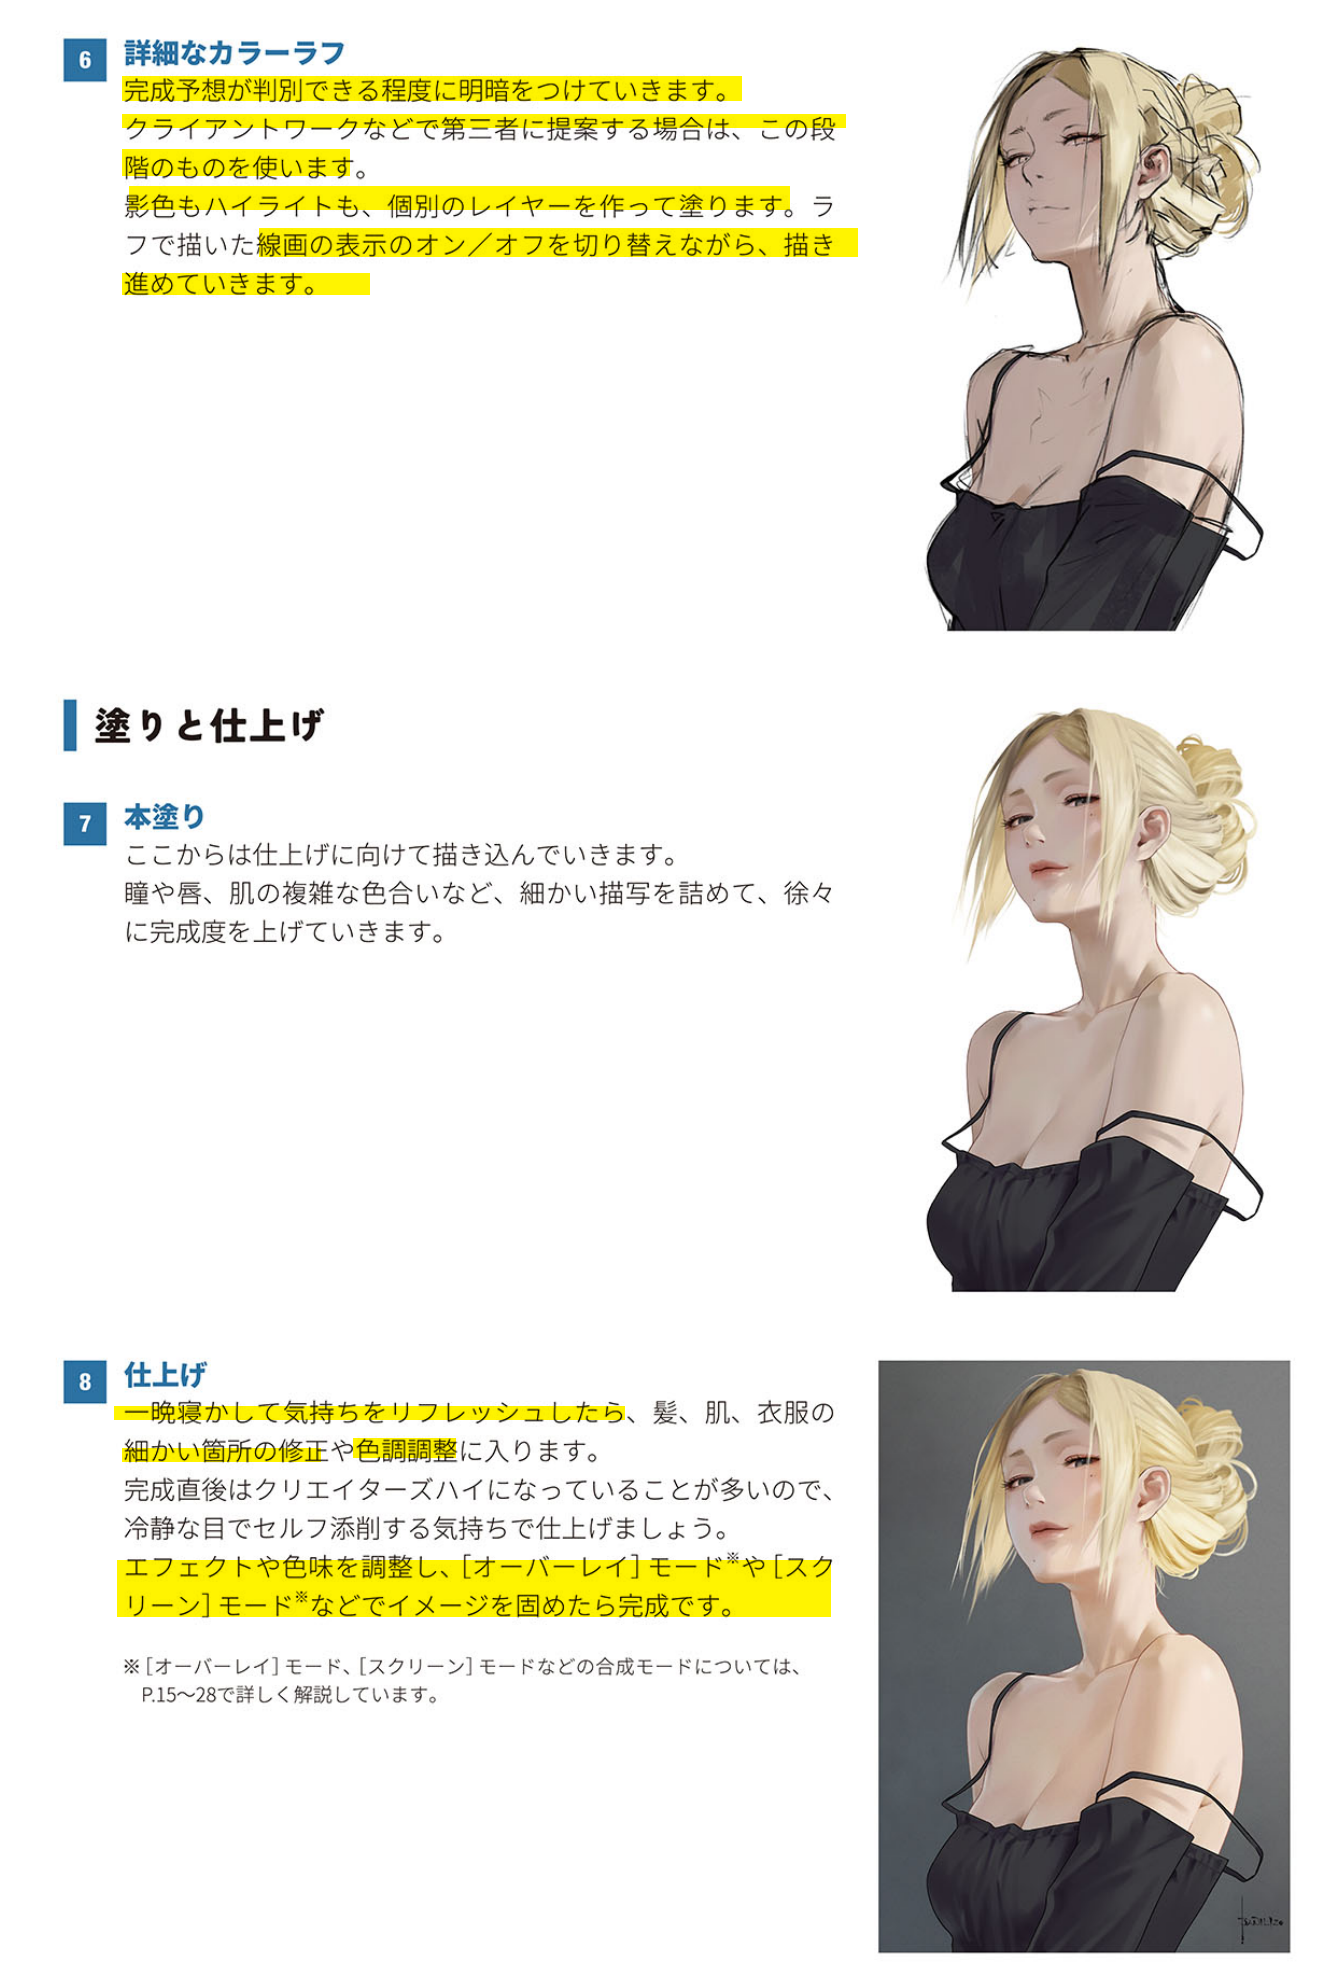 6 詳細なカラーラフ
完成予想が判別できる程度に明暗をつけていきます。
クライアントワークなどで第三者に提案する場合は、この段
階のものを使います。
影色もハイライトも、個別のレイヤーを作って塗ります。ラ
フで描いた線画の表示のオン／オフを切り替えながら、描き
進めていきます。
塗りと仕上げ
7 本塗り
ここからは仕上げに向けて描き込んでいきます。
瞳や唇、肌の複雑な色合いなど、細かい描写を詰めて、徐々
に完成度を上げていきます。
8 仕上げ
一晩寝かして気持ちをリフレッシュしたら、髪、肌、衣服の
細かい箇所の修正や色調調整に入ります。
完成直後はクリエイターズハイになっていることが多いので、
冷静な目でセルフ添削する気持ちで仕上げましょう。
エフェクトや色味を調整し、［オーバーレイ］モード※や［スク
リーン］モード※などでイメージを固めたら完成です。
※［オーバーレイ］モード、［スクリーン］モードなどの合成モードについては、
P.15〜28で詳しく解説しています。